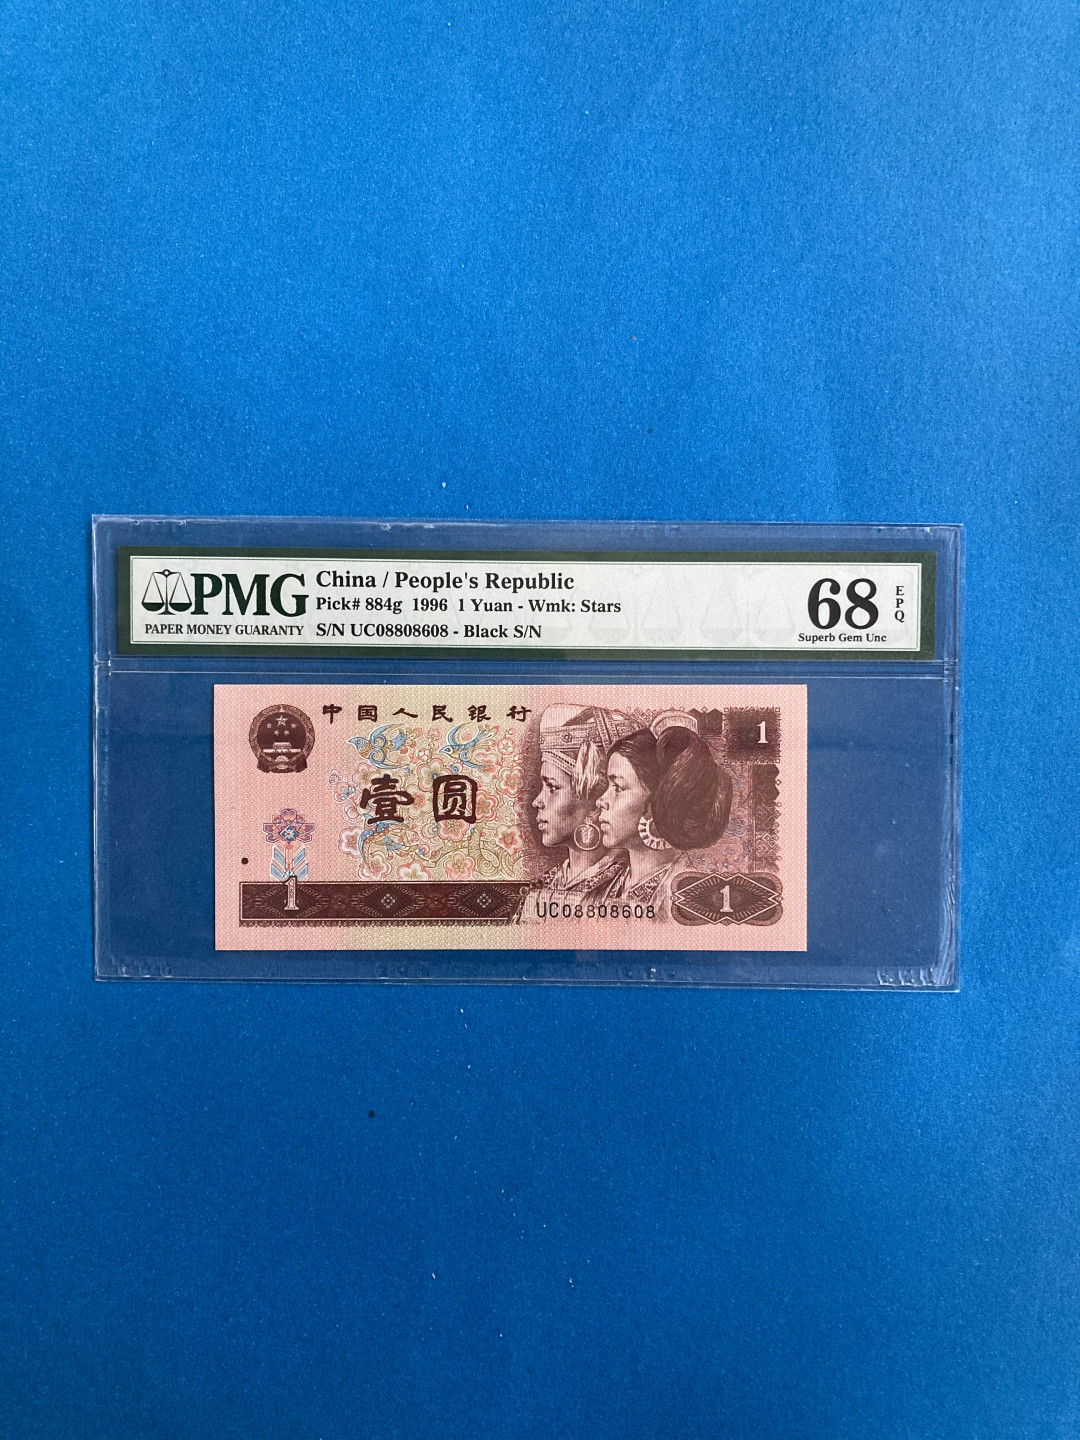 PMG
PAPER MONEY GUARANTY
China / People's Republic
Pick# 884g 1996 1 Yuan - Wmk: Stars
S/N UC08808608 - Black S/N
68
EPQ
Superb Gem Unc
中国人民银行
1
壹圆
1
UC08808608
1